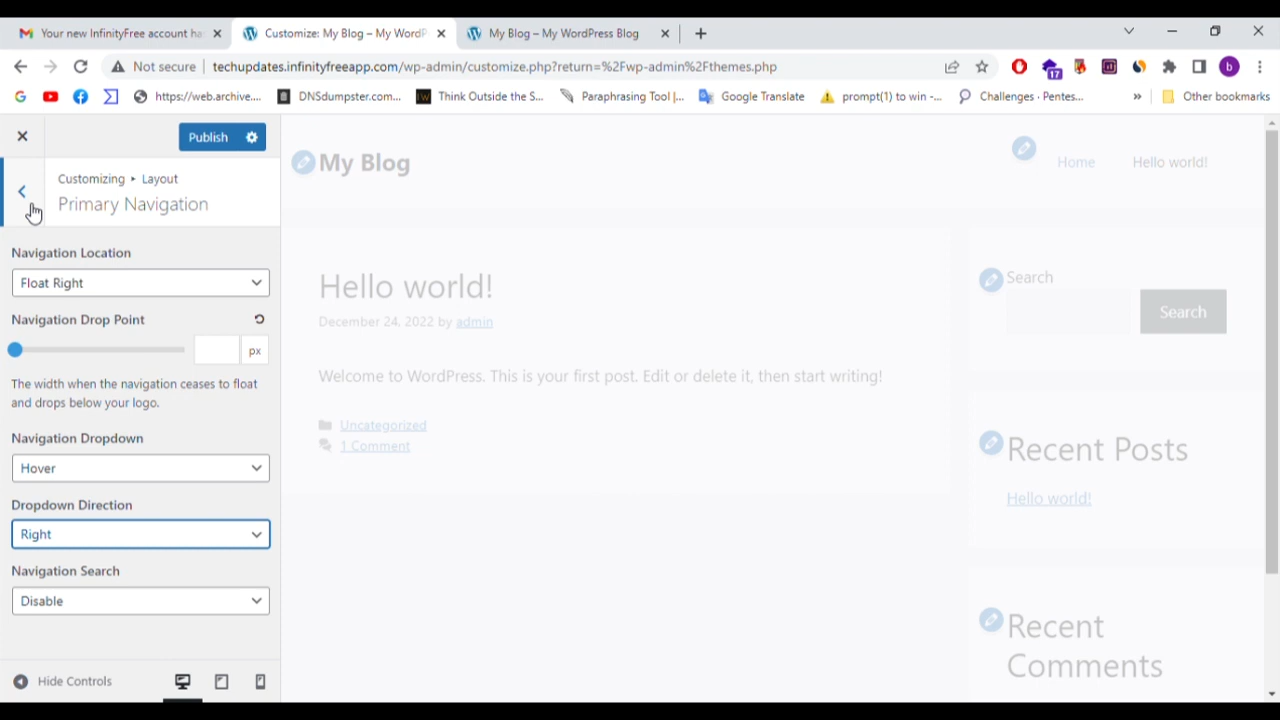 Your new InfinityFree account ha
Customize: My Blog – My WordP
My Blog – My WordPress Blog
Not secure
techupdates.infinityfreeapp.com/wp-admin/customize.php?return=%2Fwp-admin%2Fthemes.php
17
b
https://web.archive....
DNSdumpster.com...
Think Outside the S...
Paraphrasing Tool |...
Google Translate
prompt(1) to win -...
Challenges · Pentes...
»
Other bookmarks
Publish
Customizing ▸ Layout
Primary Navigation
Navigation Location
Float Right
Navigation Drop Point
px
The width when the navigation ceases to float
and drops below your logo.
Navigation Dropdown
Hover
Dropdown Direction
Right
Navigation Search
Disable
Hide Controls
My Blog
Home
Hello world!
Hello world!
December 24, 2022 by admin
Welcome to WordPress. This is your first post. Edit or delete it, then start writing!
Uncategorized
1 Comment
Search
Search
Recent Posts
Hello world!
Recent
Comments